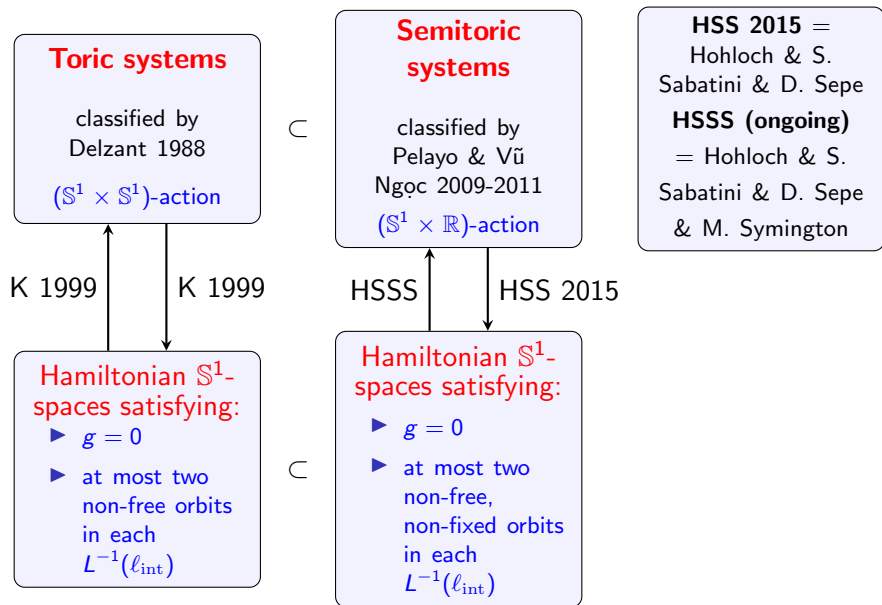 Toric systems
classified by
Delzant 1988
(𝕊¹ × 𝕊¹)-action
⊂
Semitoric
systems
classified by
Pelayo & Vũ
Ngọc 2009-2011
(𝕊¹ × ℝ)-action
HSS 2015 =
Hohloch & S.
Sabatini & D. Sepe
HSSS (ongoing)
= Hohloch & S.
Sabatini & D. Sepe
& M. Symington
K 1999
K 1999
HSSS
HSS 2015
Hamiltonian 𝕊¹-
spaces satisfying:
▶ g = 0
▶ at most two
non-free orbits
in each
L⁻¹(ℓ_int)
⊂
Hamiltonian 𝕊¹-
spaces satisfying:
▶ g = 0
▶ at most two
non-free,
non-fixed orbits
in each
L⁻¹(ℓ_int)